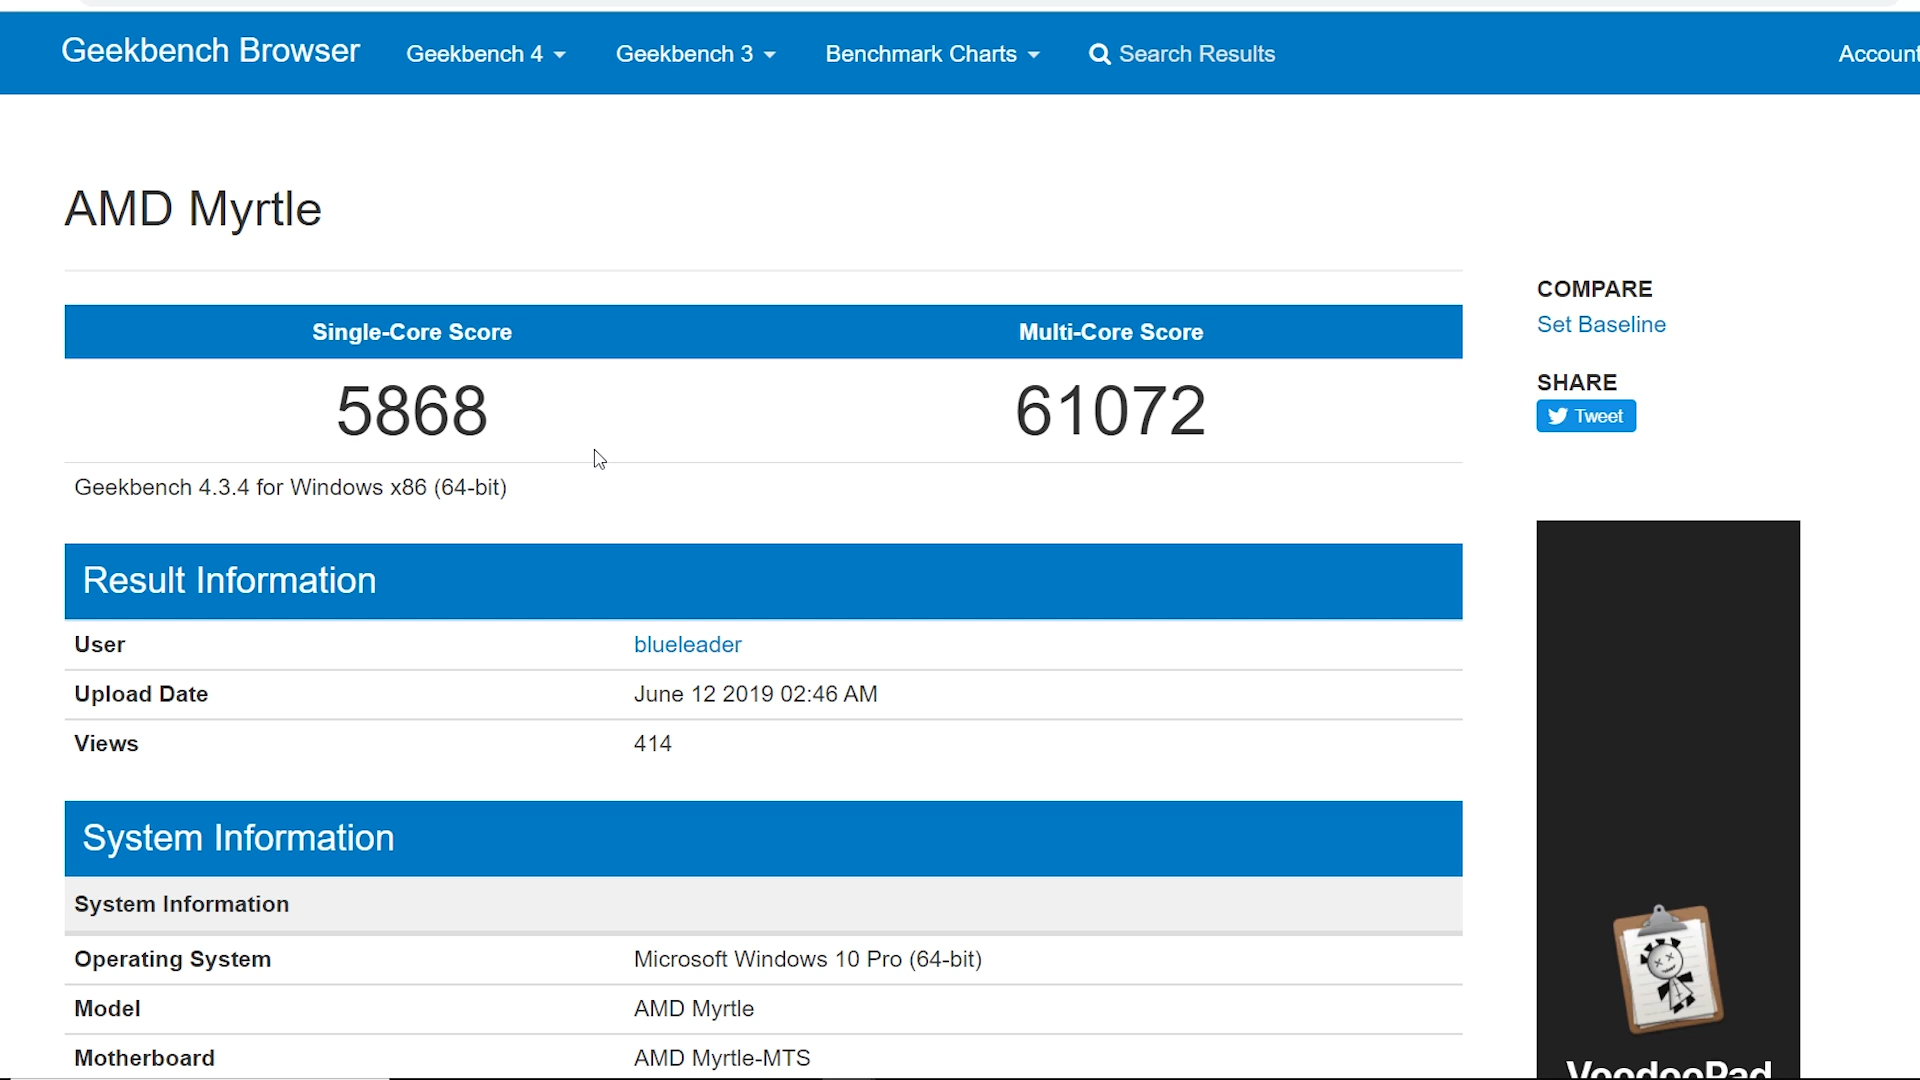 Geekbench Browser Geekbench 4 Geekbench 3 Benchmark Charts Search Results Account
AMD Myrtle
Single-Core Score Multi-Core Score
5868 61072
Geekbench 4.3.4 for Windows x86 (64-bit)
Result Information
User blueleader
Upload Date June 12 2019 02:46 AM
Views 414
System Information
System Information
Operating System Microsoft Windows 10 Pro (64-bit)
Model AMD Myrtle
Motherboard AMD Myrtle-MTS
COMPARE
Set Baseline
SHARE
Tweet
VoodooPad